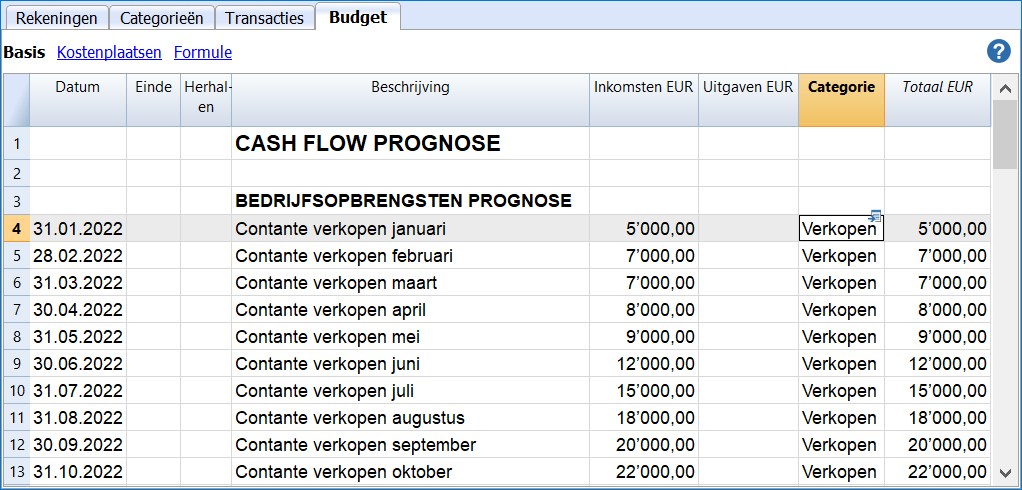 Rekeningen Categorieën Transacties Budget
Basis Kostenplaatsen Formule ?
Datum Einde Herhal- Beschrijving Inkomsten EUR Uitgaven EUR Categorie Totaal EUR
en
1 CASH FLOW PROGNOSE
2
3 BEDRIJFSOPBRENGSTEN PROGNOSE
4 31.01.2022 Contante verkopen januari 5’000,00 Verkopen 5’000,00
5 28.02.2022 Contante verkopen februari 7’000,00 Verkopen 7’000,00
6 31.03.2022 Contante verkopen maart 7’000,00 Verkopen 7’000,00
7 30.04.2022 Contante verkopen april 8’000,00 Verkopen 8’000,00
8 31.05.2022 Contante verkopen mei 9’000,00 Verkopen 9’000,00
9 30.06.2022 Contante verkopen juni 12’000,00 Verkopen 12’000,00
10 31.07.2022 Contante verkopen juli 15’000,00 Verkopen 15’000,00
11 31.08.2022 Contante verkopen augustus 18’000,00 Verkopen 18’000,00
12 30.09.2022 Contante verkopen september 20’000,00 Verkopen 20’000,00
13 31.10.2022 Contante verkopen oktober 22’000,00 Verkopen 22’000,00